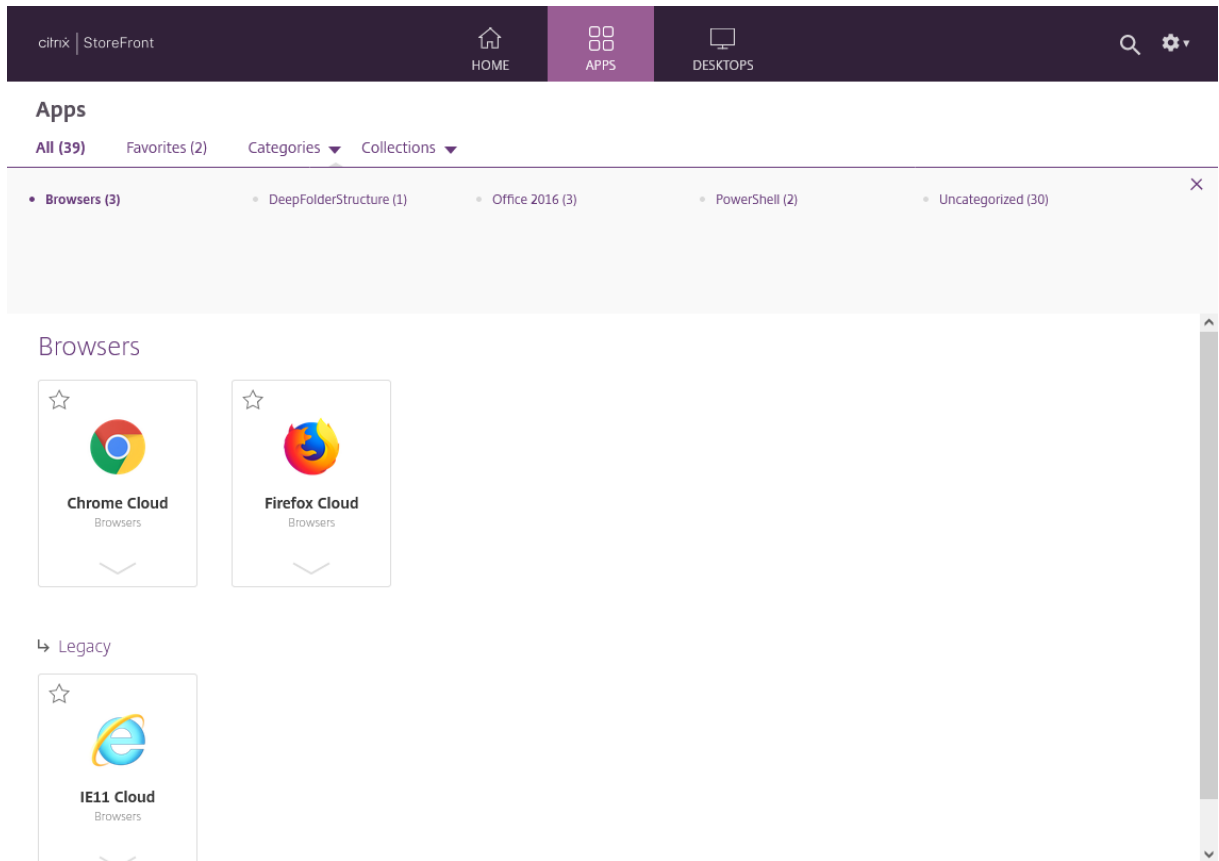 citrix | StoreFront
HOME
APPS
DESKTOPS
Apps
All (39) Favorites (2) Categories Collections
Browsers (3) DeepFolderStructure (1) Office 2016 (3) PowerShell (2) Uncategorized (30)
Browsers
Chrome Cloud
Browsers
Firefox Cloud
Browsers
Legacy
IE11 Cloud
Browsers